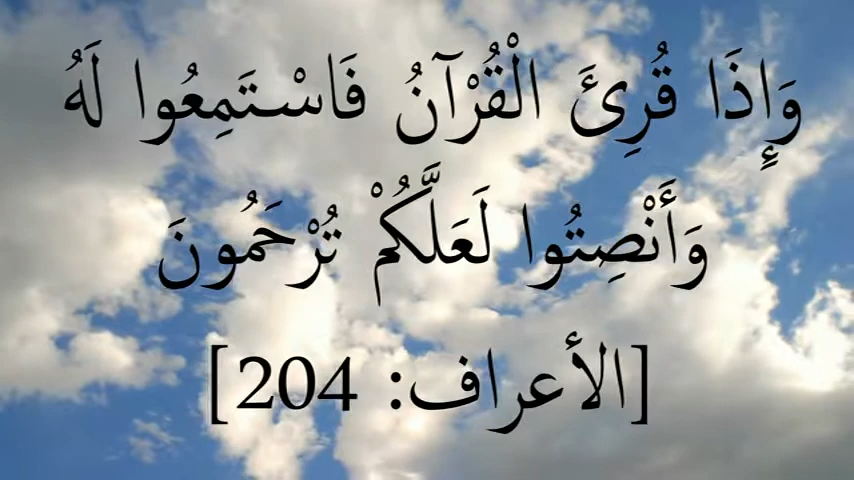 وَإِذَا قُرِئَ الْقُرْآنُ فَاسْتَمِعُوا لَهُ
وَأَنْصِتُوا لَعَلَّكُمْ تُرْحَمُونَ
[الأعراف: 204]